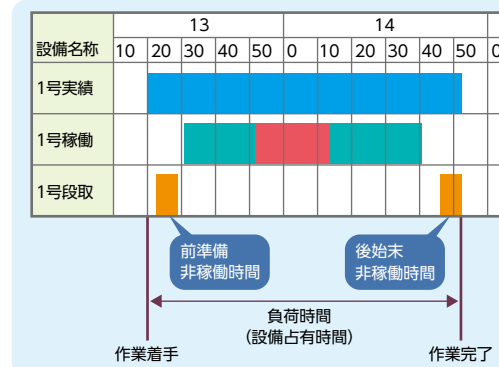 13 14
設備名称 10 20 30 40 50 0 10 20 30 40 50 0
1号実績
1号稼働
1号段取
前準備
非稼働時間
後始末
非稼働時間
負荷時間
（設備占有時間）
作業着手 作業完了